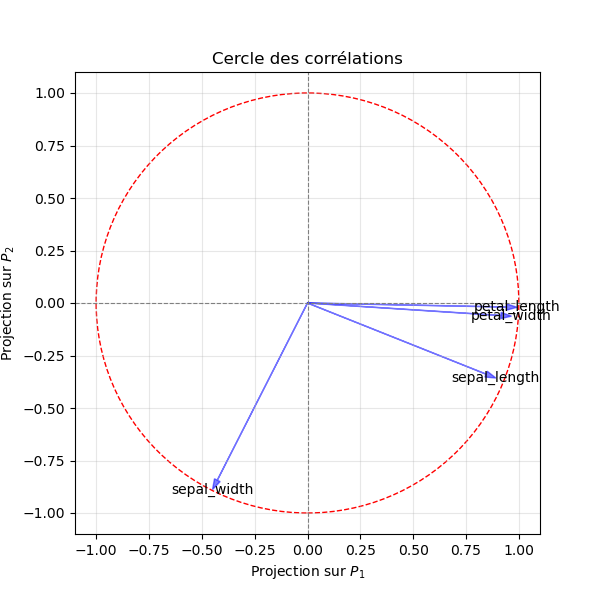 Cercle des corrélations
1.00
0.75
0.50
0.25
0.00
−0.25
−0.50
−0.75
−1.00
Projection sur P2
petal_length
petal_width
sepal_length
sepal_width
−1.00 −0.75 −0.50 −0.25 0.00 0.25 0.50 0.75 1.00
Projection sur P1